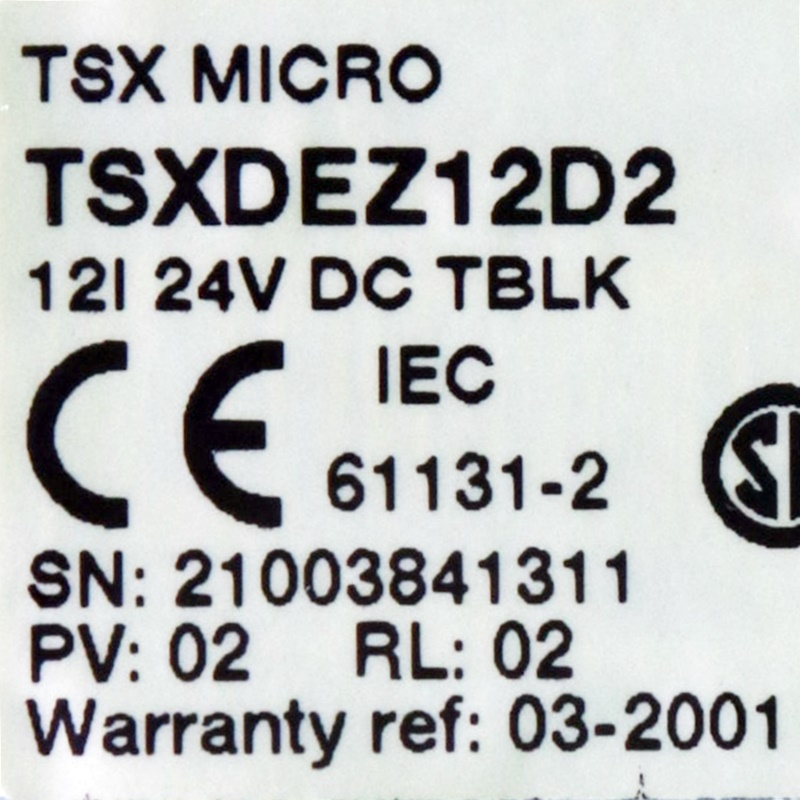 TSX MICRO
TSXDEZ12D2
12I 24V DC TBLK
CE IEC
61131-2
SN: 21003841311
PV: 02 RL: 02
Warranty ref: 03-2001